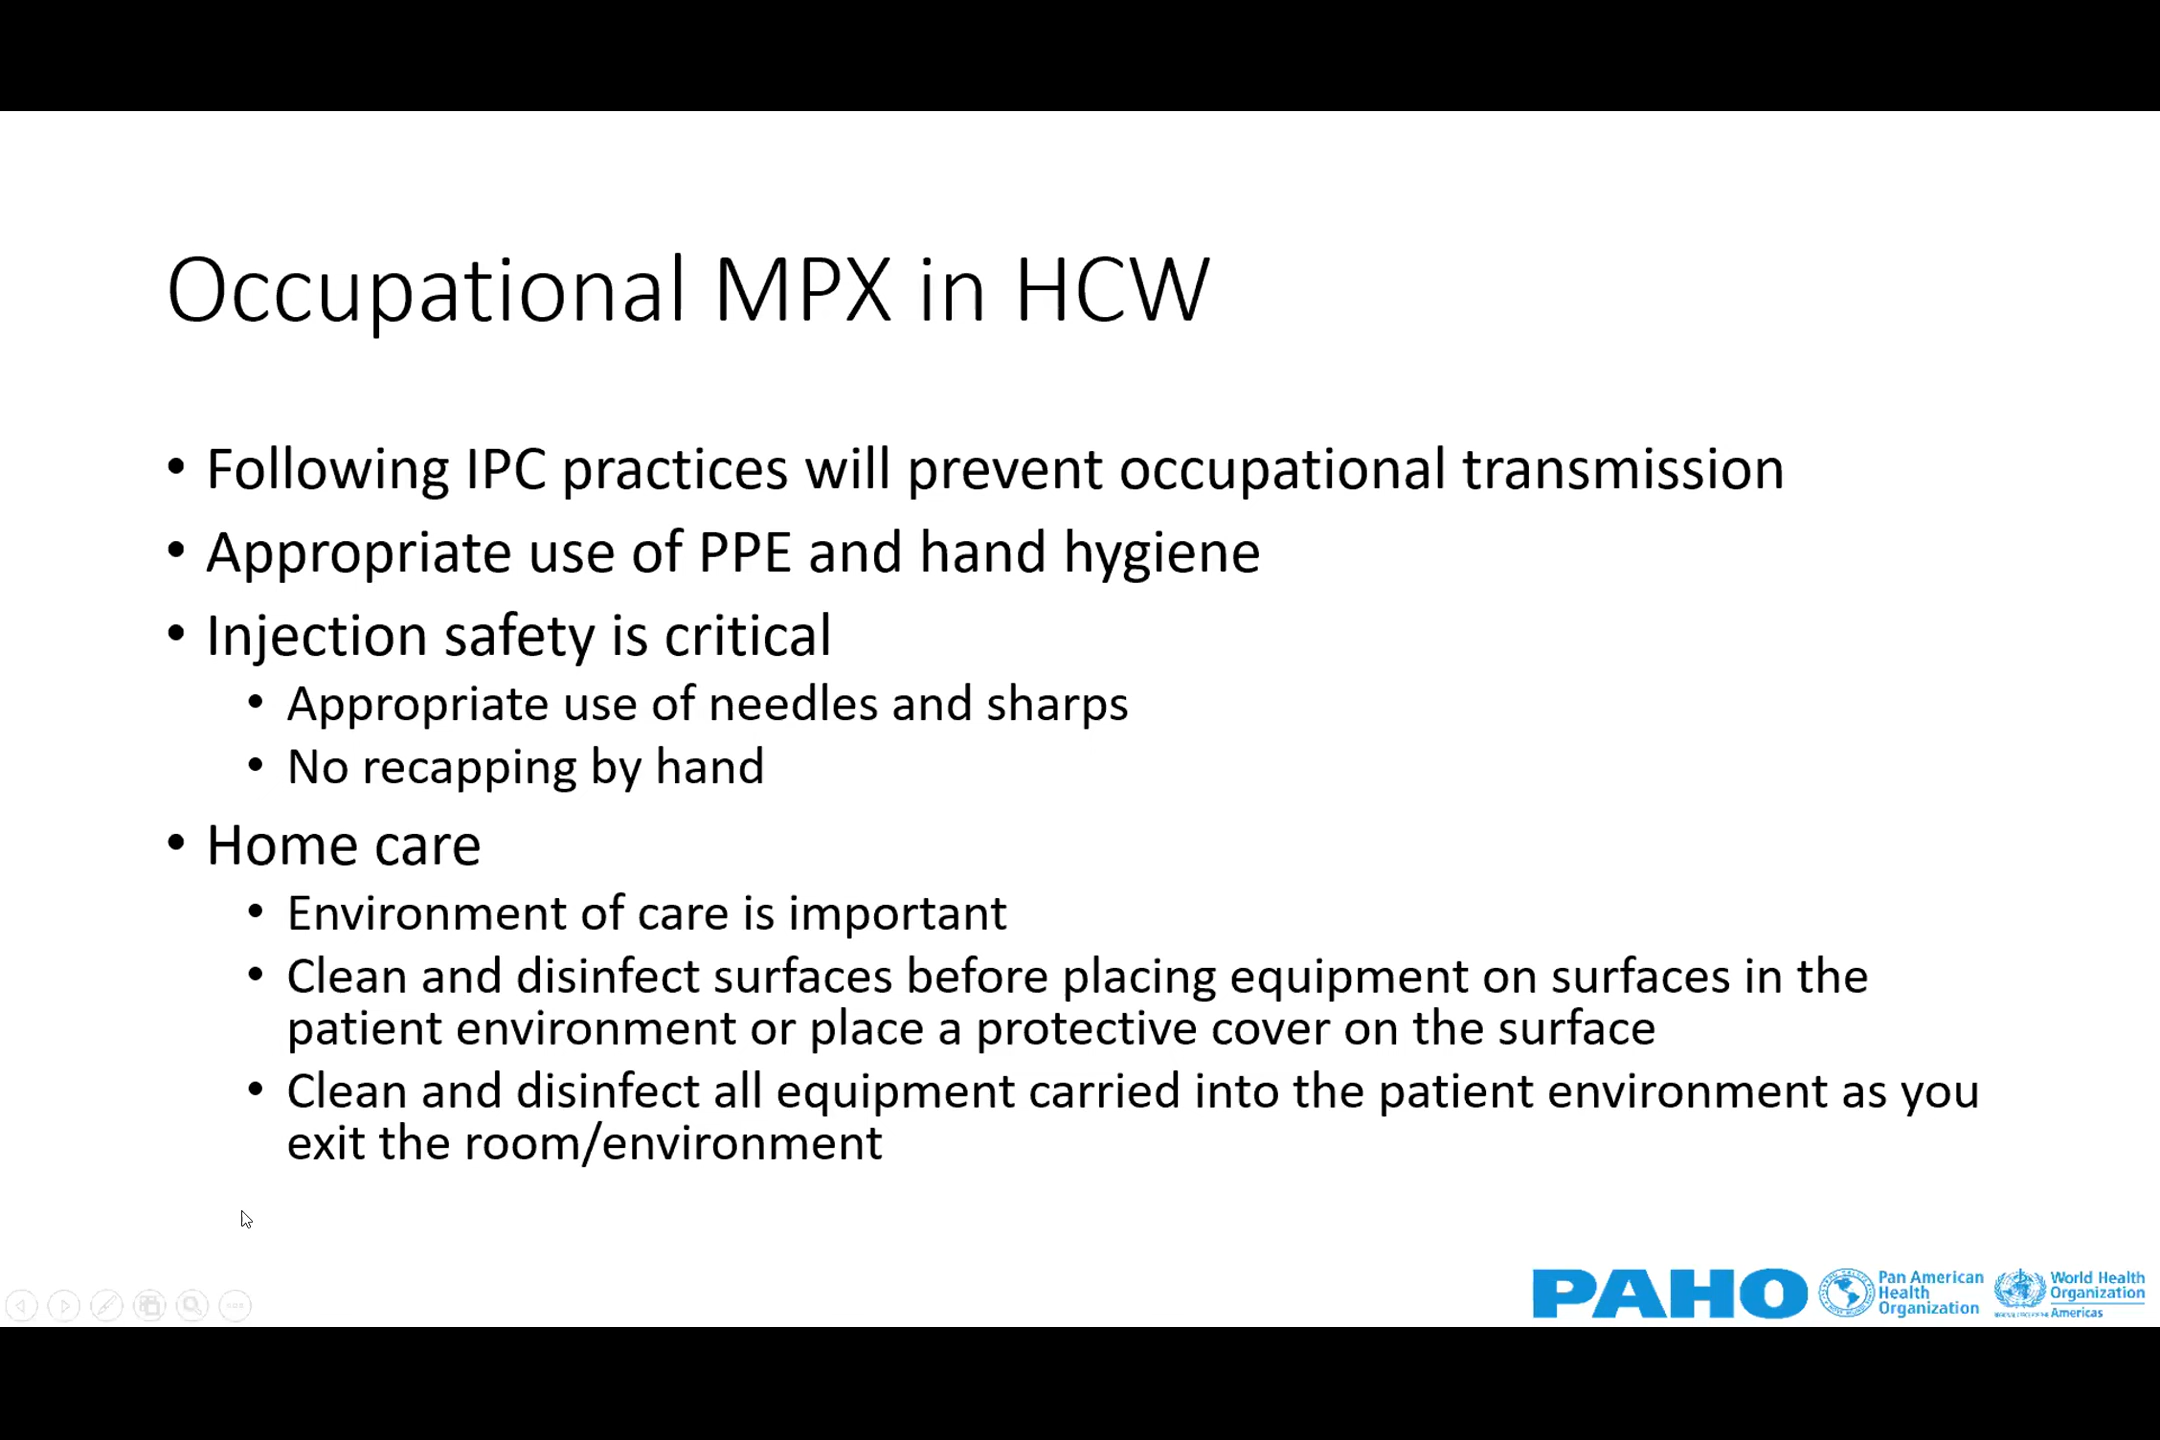 Occupational MPX in HCW
• Following IPC practices will prevent occupational transmission
• Appropriate use of PPE and hand hygiene
• Injection safety is critical
• Appropriate use of needles and sharps
• No recapping by hand
• Home care
• Environment of care is important
• Clean and disinfect surfaces before placing equipment on surfaces in the
patient environment or place a protective cover on the surface
• Clean and disinfect all equipment carried into the patient environment as you
exit the room/environment
PAHO
Pan American
Health
Organization
World Health
Organization
Americas